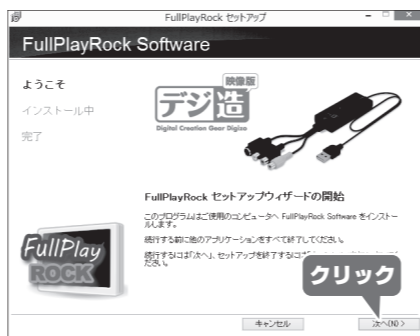 FullPlayRock セットアップ
FullPlayRock Software
ようこそ
インストール中
完了
映像版
デジ造
Digital Creation Gear Digizo
FullPlayRock セットアップウィザードの開始
このプログラムはご使用のコンピュータへ FullPlayRock Software をインストールします。
続行する前に他のアプリケーションをすべて終了してください。
続行するには「次へ」、セットアップを終了するには「
ださい。
FullPlay
ROCK
クリック
キャンセル
次へ(N) >